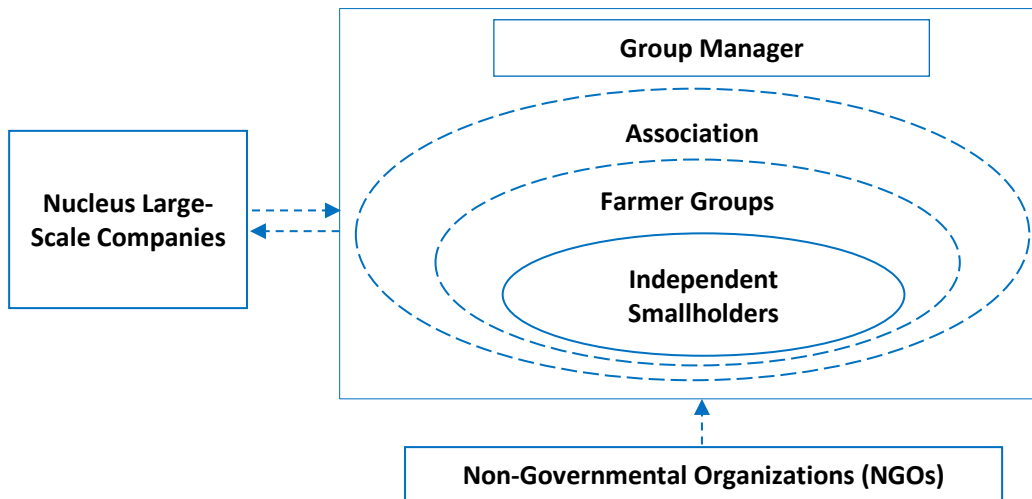 Group Manager
Association
Nucleus Large-
Scale Companies
Farmer Groups
Independent
Smallholders
Non-Governmental Organizations (NGOs)